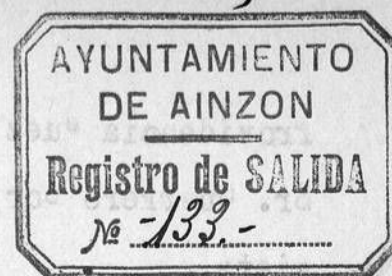 AYUNTAMIENTO
DE AINZON
Registro de SALIDA
Nº -133.-